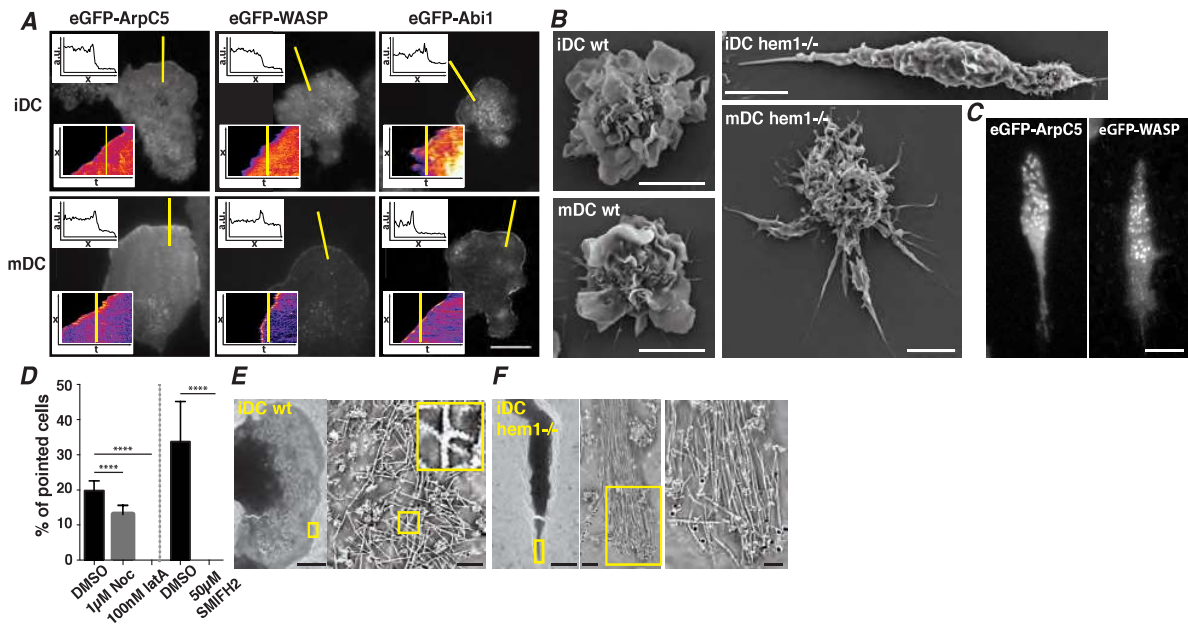 A
eGFP-ArpC5
eGFP-WASP
eGFP-Abi1
a.u.
x
a.u.
x
a.u.
x
iDC
x
t
x
t
x
t
a.u.
x
a.u.
x
a.u.
x
mDC
x
t
x
t
x
t
B
iDC wt
iDC hem1-/-
mDC hem1-/-
mDC wt
C
eGFP-ArpC5
eGFP-WASP
D
% of pointed cells
50
40
30
20
10
0
****
****
****
DMSO
1µM Noc
100nM latA
DMSO
50µM
SMIFH2
E
iDC wt
F
iDC
hem1-/-